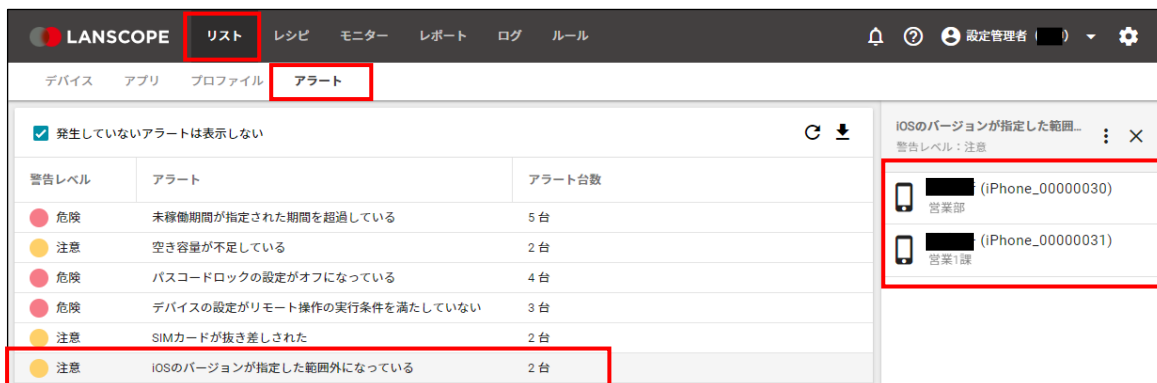 LANSCOPE リスト レシピ モニター レポート ログ ルール 設定管理者 ( )
デバイス アプリ プロファイル アラート
発生していないアラートは表示しない
警告レベル アラート アラート台数
危険 未稼働期間が指定された期間を超過している 5 台
注意 空き容量が不足している 2 台
危険 パスコードロックの設定がオフになっている 4 台
危険 デバイスの設定がリモート操作の実行条件を満たしていない 3 台
注意 SIMカードが抜き差しされた 2 台
注意 iOSのバージョンが指定した範囲外になっている 2 台
iOSのバージョンが指定した範囲...
警告レベル：注意
(iPhone_00000030)
営業部
(iPhone_00000031)
営業1課